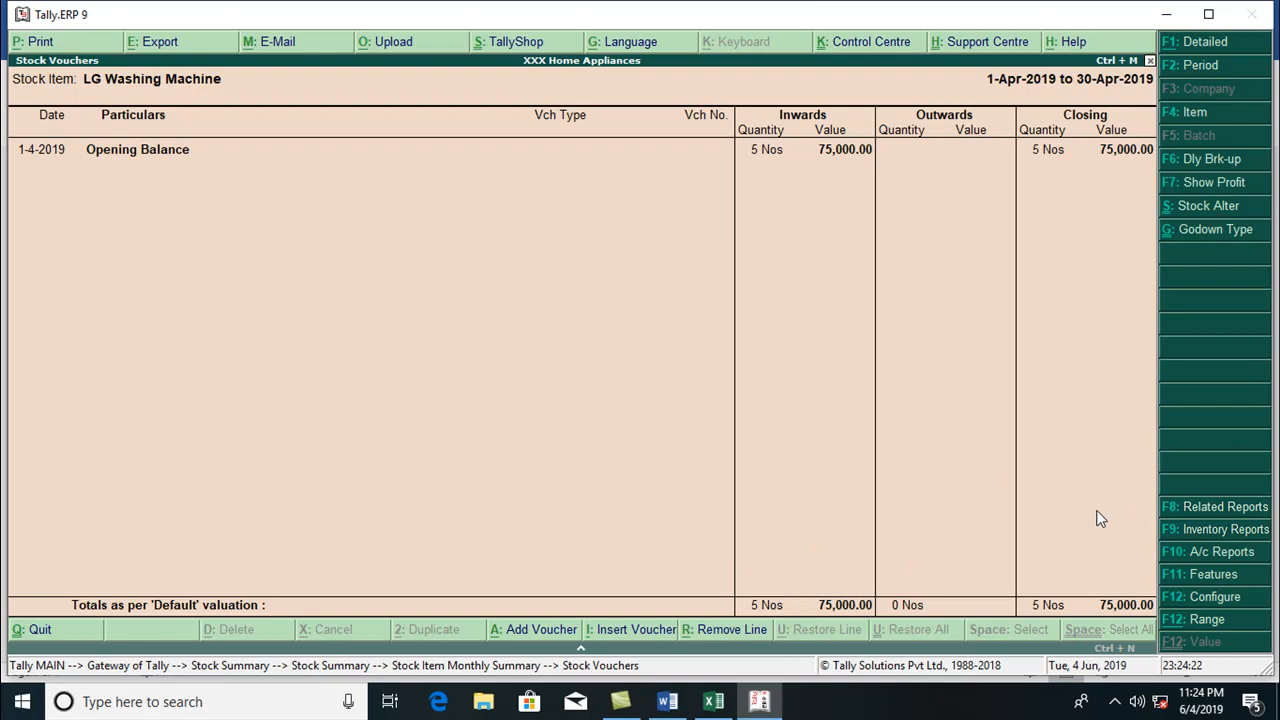 Tally.ERP 9
P: Print E: Export M: E-Mail O: Upload S: TallyShop G: Language K: Keyboard K: Control Centre H: Support Centre H: Help
Stock Vouchers XXX Home Appliances Ctrl + M
Stock Item: LG Washing Machine 1-Apr-2019 to 30-Apr-2019
Date Particulars Vch Type Vch No. Inwards Outwards Closing
Quantity Value Quantity Value Quantity Value
1-4-2019 Opening Balance 5 Nos 75,000.00 5 Nos 75,000.00
Totals as per 'Default' valuation : 5 Nos 75,000.00 0 Nos 5 Nos 75,000.00
F1: Detailed
F2: Period
F3: Company
F4: Item
F5: Batch
F6: Dly Brk-up
F7: Show Profit
S: Stock Alter
G: Godown Type
F8: Related Reports
F9: Inventory Reports
F10: A/c Reports
F11: Features
F12: Configure
F12: Range
F12: Value
Q: Quit D: Delete X: Cancel 2: Duplicate A: Add Voucher I: Insert Voucher R: Remove Line U: Restore Line U: Restore All Space: Select Space: Select All
Ctrl + N
Tally MAIN --> Gateway of Tally --> Stock Summary --> Stock Summary --> Stock Item Monthly Summary --> Stock Vouchers © Tally Solutions Pvt Ltd., 1988-2018 Tue, 4 Jun, 2019 23:24:22
Type here to search 11:24 PM
6/4/2019 5